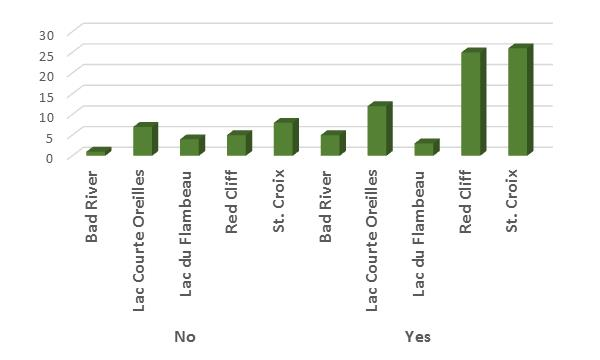 30
25
20
15
10
5
0
Bad River
Lac Courte Oreilles
Lac du Flambeau
Red Cliff
St. Croix
Bad River
Lac Courte Oreilles
Lac du Flambeau
Red Cliff
St. Croix
No
Yes